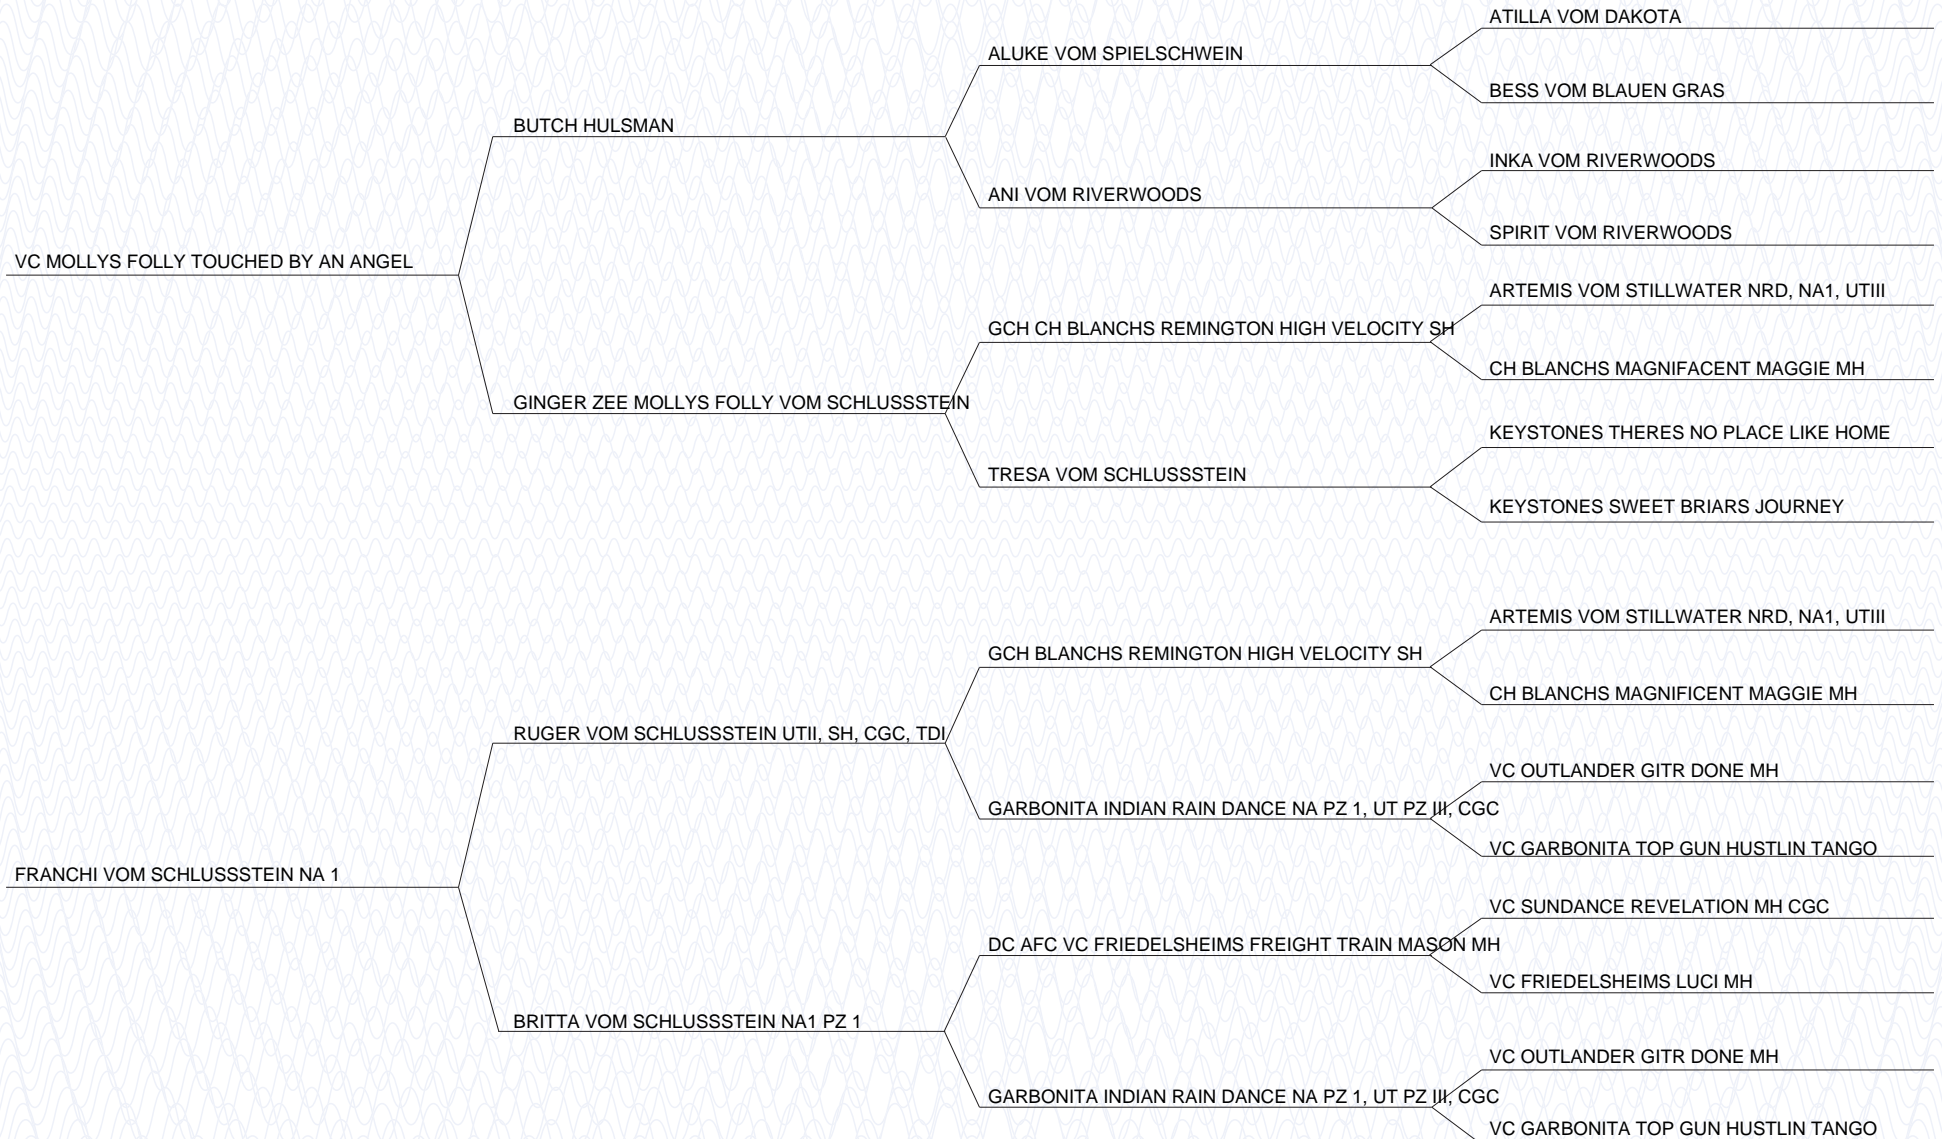 ATILLA VOM DAKOTA
ALUKE VOM SPIELSCHWEIN
BESS VOM BLAUEN GRAS
BUTCH HULSMAN
INKA VOM RIVERWOODS
ANI VOM RIVERWOODS
SPIRIT VOM RIVERWOODS
VC MOLLYS FOLLY TOUCHED BY AN ANGEL
ARTEMIS VOM STILLWATER NRD, NA1, UTIII
GCH CH BLANCHS REMINGTON HIGH VELOCITY SH
CH BLANCHS MAGNIFACENT MAGGIE MH
GINGER ZEE MOLLYS FOLLY VOM SCHLUSSSTEIN
KEYSTONES THERES NO PLACE LIKE HOME
TRESA VOM SCHLUSSSTEIN
KEYSTONES SWEET BRIARS JOURNEY
ARTEMIS VOM STILLWATER NRD, NA1, UTIII
GCH BLANCHS REMINGTON HIGH VELOCITY SH
CH BLANCHS MAGNIFICENT MAGGIE MH
RUGER VOM SCHLUSSSTEIN UTII, SH, CGC, TDI
VC OUTLANDER GITR DONE MH
GARBONITA INDIAN RAIN DANCE NA PZ 1, UT PZ III, CGC
VC GARBONITA TOP GUN HUSTLIN TANGO
FRANCHI VOM SCHLUSSSTEIN NA 1
VC SUNDANCE REVELATION MH CGC
DC AFC VC FRIEDELSHEIMS FREIGHT TRAIN MASON MH
VC FRIEDELSHEIMS LUCI MH
BRITTA VOM SCHLUSSSTEIN NA1 PZ 1
VC OUTLANDER GITR DONE MH
GARBONITA INDIAN RAIN DANCE NA PZ 1, UT PZ III, CGC
VC GARBONITA TOP GUN HUSTLIN TANGO